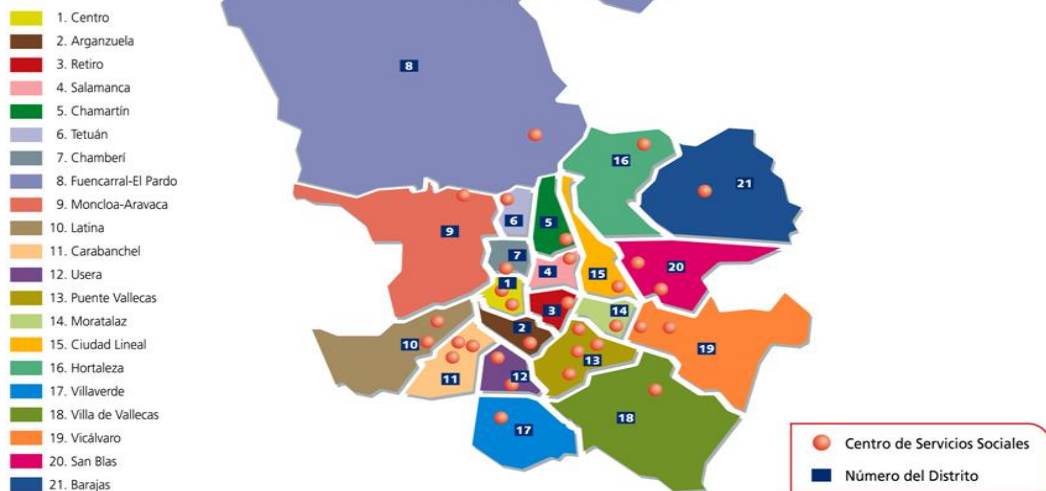 1. Centro
2. Arganzuela
3. Retiro
4. Salamanca
5. Chamartín
6. Tetuán
7. Chamberí
8. Fuencarral-El Pardo
9. Moncloa-Aravaca
10. Latina
11. Carabanchel
12. Usera
13. Puente Vallecas
14. Moratalaz
15. Ciudad Lineal
16. Hortaleza
17. Villaverde
18. Villa de Vallecas
19. Vicálvaro
20. San Blas
21. Barajas
8
16
21
6
5
9
7
4
20
15
1
3
14
2
10
13
19
11
12
18
17
Centro de Servicios Sociales
Número del Distrito